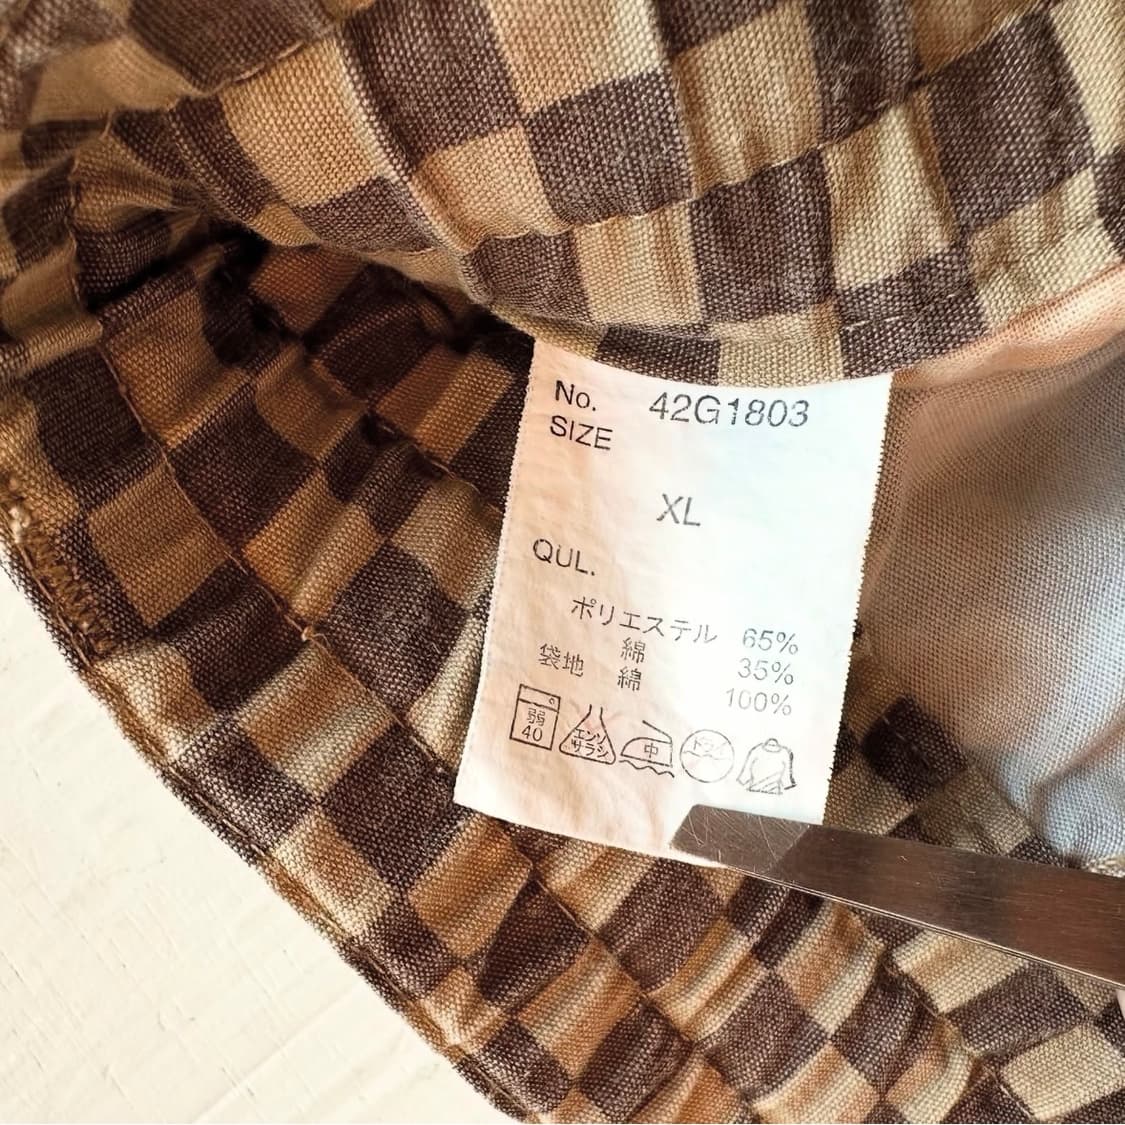 No. 42G1803
SIZE
XL
QUL.
ポリエステル 65%
綿 35%
袋地 綿 100%
弱 40
エンソ サラシ
中
ドライ